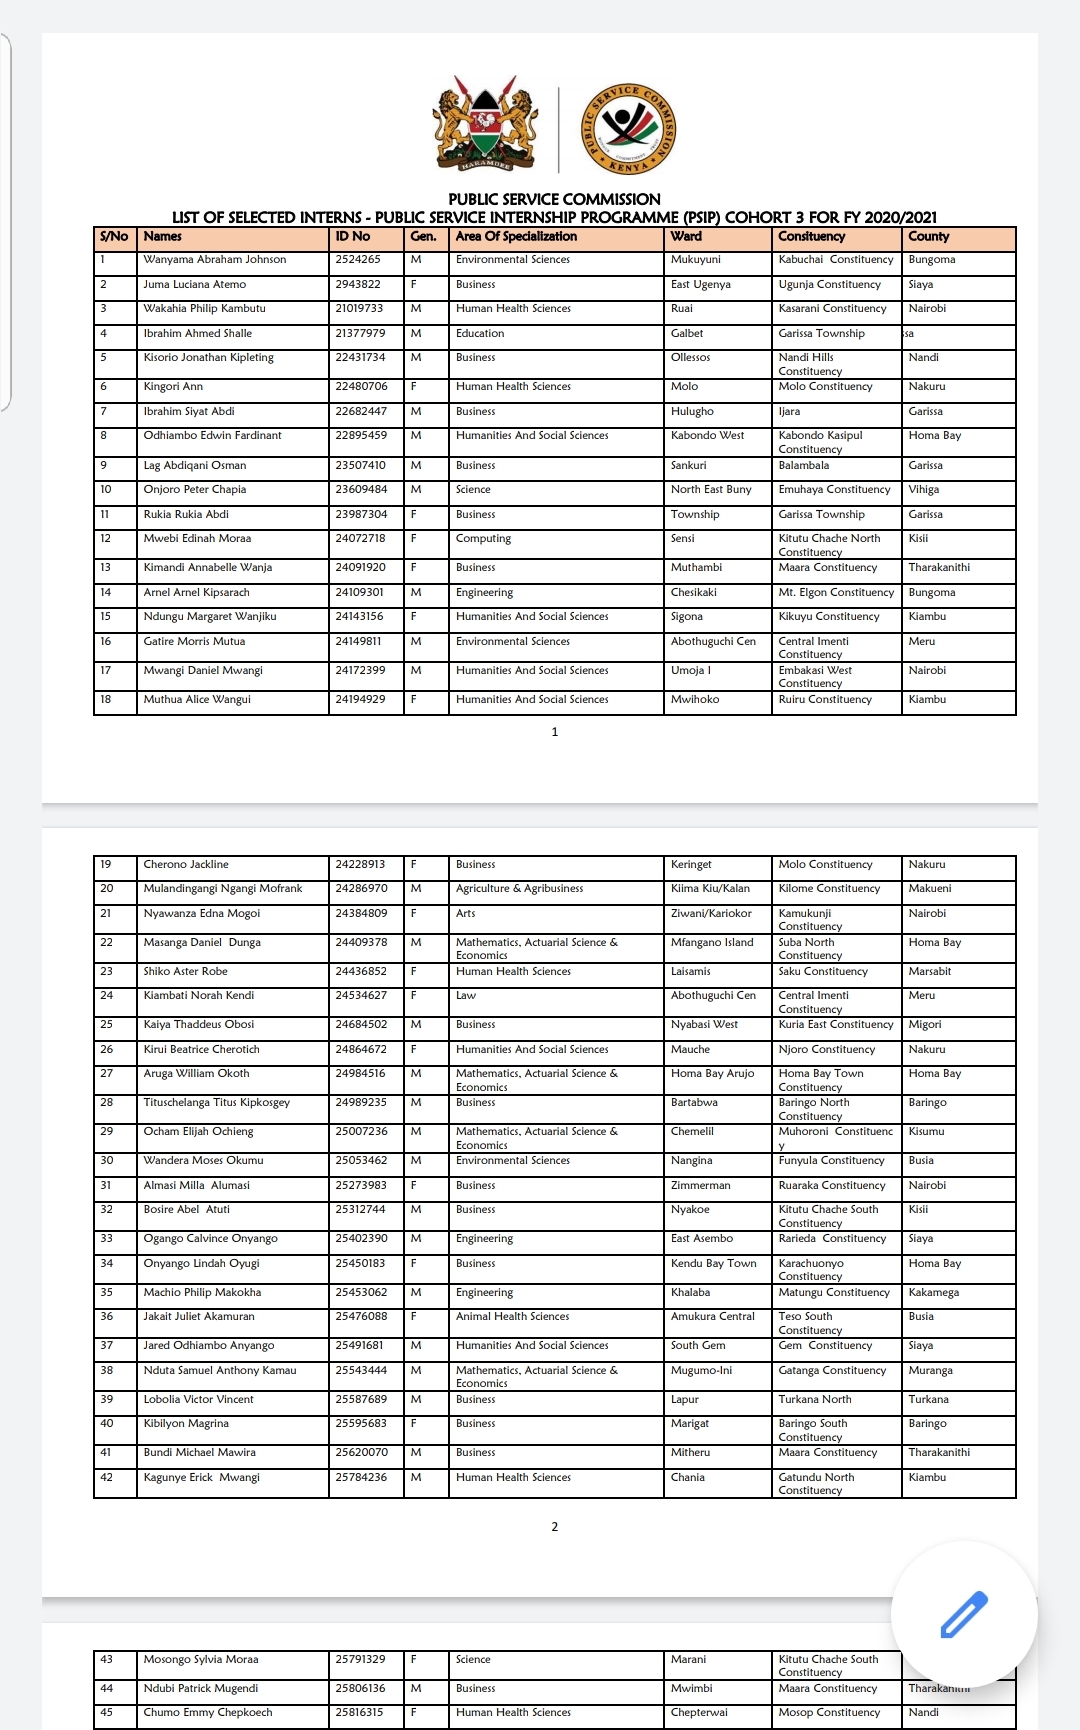 HARAMBEE
PUBLIC SERVICE COMMISSION
KENYA
PUBLIC SERVICE COMMISSION
LIST OF SELECTED INTERNS - PUBLIC SERVICE INTERNSHIP PROGRAMME (PSIP) COHORT 3 FOR FY 2020/2021
S/No Names ID No Gen. Area Of Specialization Ward Consituency County
1 Wanyama Abraham Johnson 2524265 M Environmental Sciences Mukuyuni Kabuchai Constituency Bungoma
2 Juma Luciana Atemo 2943822 F Business East Ugenya Ugunja Constituency Siaya
3 Wakahia Philip Kambutu 21019733 M Human Health Sciences Ruai Kasarani Constituency Nairobi
4 Ibrahim Ahmed Shalle 21377979 M Education Galbet Garissa Township ssa
5 Kisorio Jonathan Kipleting 22431734 M Business Ollessos Nandi Hills Nandi
Constituency
6 Kingori Ann 22480706 F Human Health Sciences Molo Molo Constituency Nakuru
7 Ibrahim Siyat Abdi 22682447 M Business Hulugho Ijara Garissa
8 Odhiambo Edwin Fardinant 22895459 M Humanities And Social Sciences Kabondo West Kabondo Kasipul Homa Bay
Constituency
9 Lag Abdiqani Osman 23507410 M Business Sankuri Balambala Garissa
10 Onjoro Peter Chapia 23609484 M Science North East Buny Emuhaya Constituency Vihiga
11 Rukia Rukia Abdi 23987304 F Business Township Garissa Township Garissa
12 Mwebi Edinah Moraa 24072718 F Computing Sensi Kitutu Chache North Kisii
Constituency
13 Kimandi Annabelle Wanja 24091920 F Business Muthambi Maara Constituency Tharakanithi
14 Arnel Arnel Kipsarach 24109301 M Engineering Chesikaki Mt. Elgon Constituency Bungoma
15 Ndungu Margaret Wanjiku 24143156 F Humanities And Social Sciences Sigona Kikuyu Constituency Kiambu
16 Gatire Morris Mutua 24149811 M Environmental Sciences Abothuguchi Cen Central Imenti Meru
Constituency
17 Mwangi Daniel Mwangi 24172399 M Humanities And Social Sciences Umoja I Embakasi West Nairobi
Constituency
18 Muthua Alice Wangui 24194929 F Humanities And Social Sciences Mwihoko Ruiru Constituency Kiambu
1
19 Cherono Jackline 24228913 F Business Keringet Molo Constituency Nakuru
20 Mulandingangi Ngangi Mofrank 24286970 M Agriculture & Agribusiness Kiima Kiu/Kalan Kilome Constituency Makueni
21 Nyawanza Edna Mogoi 24384809 F Arts Ziwani/Kariokor Kamukunji Nairobi
Constituency
22 Masanga Daniel Dunga 24409378 M Mathematics, Actuarial Science & Mfangano Island Suba North Homa Bay
Economics Constituency
23 Shiko Aster Robe 24436852 F Human Health Sciences Laisamis Saku Constituency Marsabit
24 Kiambati Norah Kendi 24534627 F Law Abothuguchi Cen Central Imenti Meru
Constituency
25 Kaiya Thaddeus Obosi 24684502 M Business Nyabasi West Kuria East Constituency Migori
26 Kirui Beatrice Cherotich 24864672 F Humanities And Social Sciences Mauche Njoro Constituency Nakuru
27 Aruga William Okoth 24984516 M Mathematics, Actuarial Science & Homa Bay Arujo Homa Bay Town Homa Bay
Economics Constituency
28 Tituschelanga Titus Kipkosgey 24989235 M Business Bartabwa Baringo North Baringo
Constituency
29 Ocham Elijah Ochieng 25007236 M Mathematics, Actuarial Science & Chemelil Muhoroni Constituenc Kisumu
Economics y
30 Wandera Moses Okumu 25053462 M Environmental Sciences Nangina Funyula Constituency Busia
31 Almasi Milla Alumasi 25273983 F Business Zimmerman Ruaraka Constituency Nairobi
32 Bosire Abel Atuti 25312744 M Business Nyakoe Kitutu Chache South Kisii
Constituency
33 Ogango Calvince Onyango 25402390 M Engineering East Asembo Rarieda Constituency Siaya
34 Onyango Lindah Oyugi 25450183 F Business Kendu Bay Town Karachuonyo Homa Bay
Constituency
35 Machio Philip Makokha 25453062 M Engineering Khalaba Matungu Constituency Kakamega
36 Jakait Juliet Akamuran 25476088 F Animal Health Sciences Amukura Central Teso South Busia
Constituency
37 Jared Odhiambo Anyango 25491681 M Humanities And Social Sciences South Gem Gem Constituency Siaya
38 Nduta Samuel Anthony Kamau 25543444 M Mathematics, Actuarial Science & Mugumo-Ini Gatanga Constituency Muranga
Economics
39 Lobolia Victor Vincent 25587689 M Business Lapur Turkana North Turkana
40 Kibilyon Magrina 25595683 F Business Marigat Baringo South Baringo
Constituency
41 Bundi Michael Mawira 25620070 M Business Mitheru Maara Constituency Tharakanithi
42 Kagunye Erick Mwangi 25784236 M Human Health Sciences Chania Gatundu North Kiambu
Constituency
2
43 Mosongo Sylvia Moraa 25791329 F Science Marani Kitutu Chache South
Constituency
44 Ndubi Patrick Mugendi 25806136 M Business Mwimbi Maara Constituency Tharakanithi
45 Chumo Emmy Chepkoech 25816315 F Human Health Sciences Chepterwai Mosop Constituency Nandi